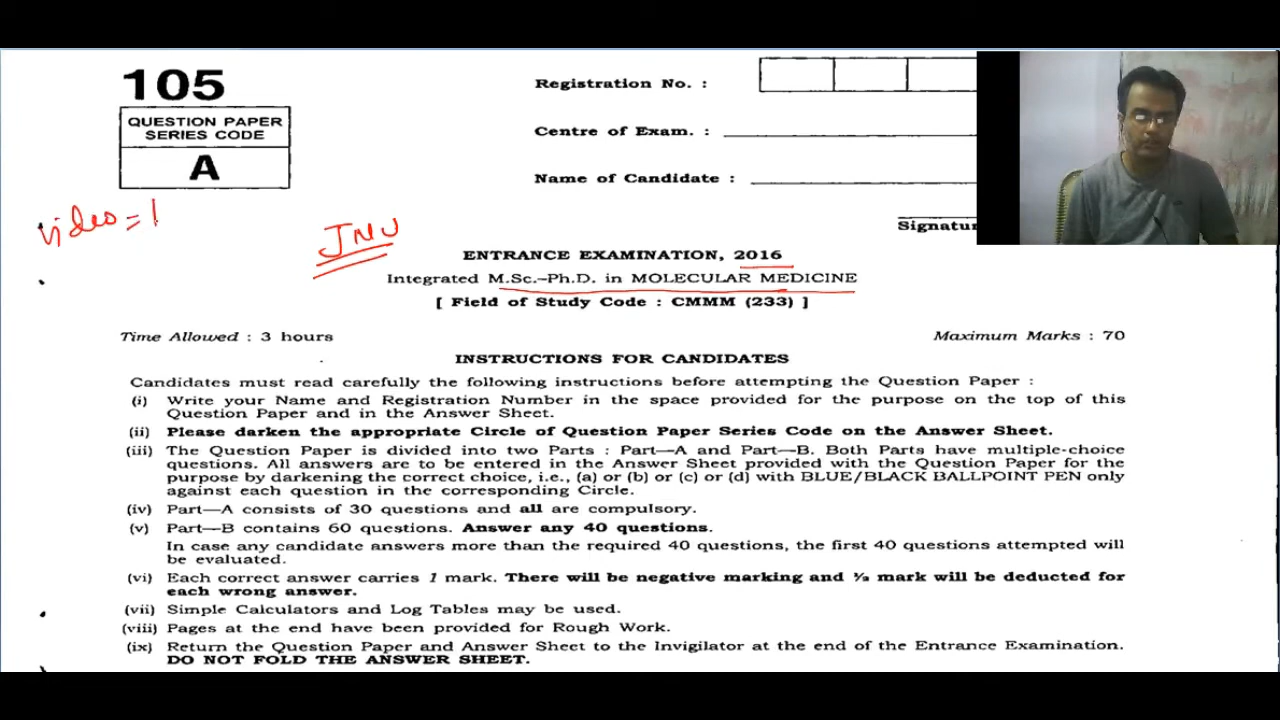 105
QUESTION PAPER
SERIES CODE
A
Registration No. :
Centre of Exam. :
Name of Candidate :
Signatur
video = 1
JNU
ENTRANCE EXAMINATION, 2016
Integrated M.Sc.–Ph.D. in MOLECULAR MEDICINE
[ Field of Study Code : CMMM (233) ]
Time Allowed : 3 hours
Maximum Marks : 70
INSTRUCTIONS FOR CANDIDATES
Candidates must read carefully the following instructions before attempting the Question Paper :
(i) Write your Name and Registration Number in the space provided for the purpose on the top of this
Question Paper and in the Answer Sheet.
(ii) Please darken the appropriate Circle of Question Paper Series Code on the Answer Sheet.
(iii) The Question Paper is divided into two Parts : Part—A and Part—B. Both Parts have multiple-choice
questions. All answers are to be entered in the Answer Sheet provided with the Question Paper for the
purpose by darkening the correct choice, i.e., (a) or (b) or (c) or (d) with BLUE/BLACK BALLPOINT PEN only
against each question in the corresponding Circle.
(iv) Part—A consists of 30 questions and all are compulsory.
(v) Part—B contains 60 questions. Answer any 40 questions.
In case any candidate answers more than the required 40 questions, the first 40 questions attempted will
be evaluated.
(vi) Each correct answer carries 1 mark. There will be negative marking and ⅓ mark will be deducted for
each wrong answer.
(vii) Simple Calculators and Log Tables may be used.
(viii) Pages at the end have been provided for Rough Work.
(ix) Return the Question Paper and Answer Sheet to the Invigilator at the end of the Entrance Examination.
DO NOT FOLD THE ANSWER SHEET.